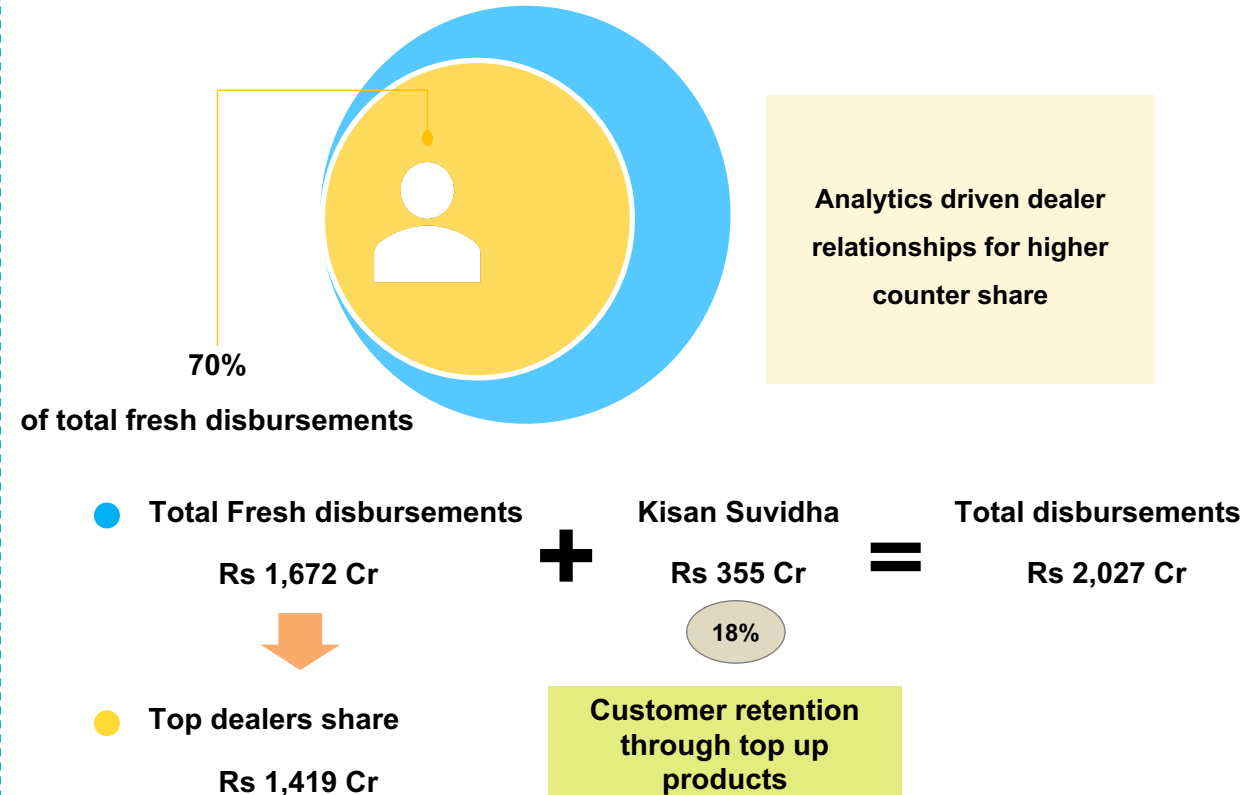 Analytics driven dealer
relationships for higher
counter share
70%
of total fresh disbursements
Total Fresh disbursements
Rs 1,672 Cr
+
Kisan Suvidha
Rs 355 Cr
18%
=
Total disbursements
Rs 2,027 Cr
Top dealers share
Rs 1,419 Cr
Customer retention
through top up
products